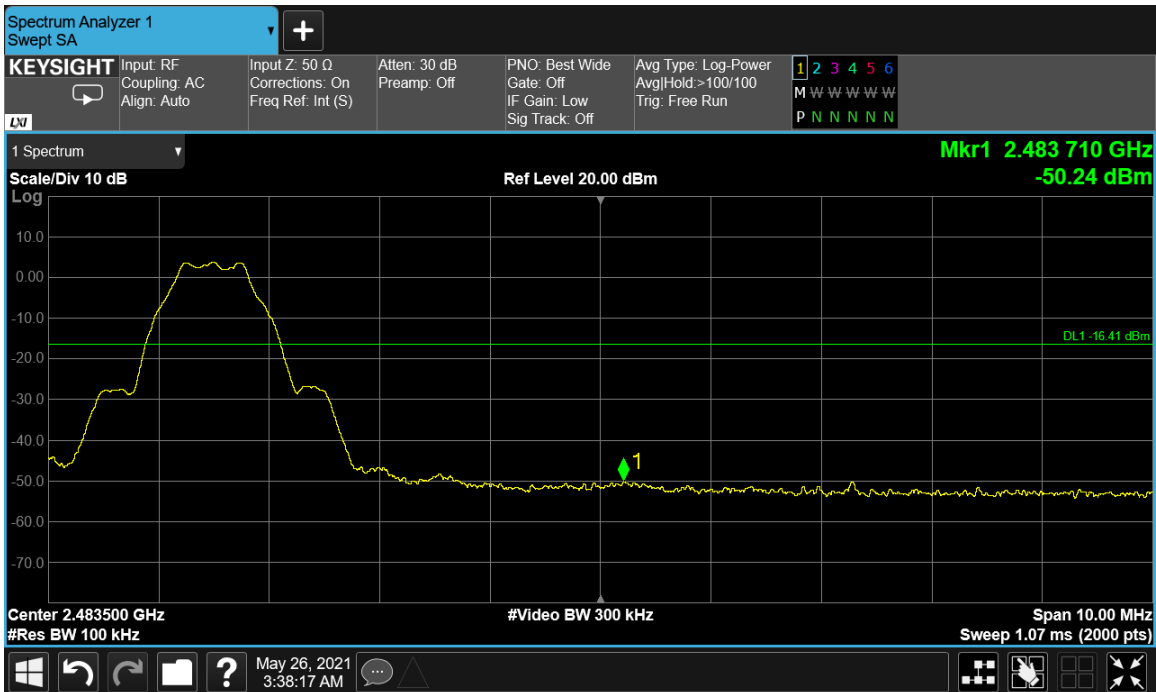 Spectrum Analyzer 1
Swept SA
KEYSIGHT
LXI
Input: RF
Coupling: AC
Align: Auto
Input Z: 50 Ω
Corrections: On
Freq Ref: Int (S)
Atten: 30 dB
Preamp: Off
PNO: Best Wide
Gate: Off
IF Gain: Low
Sig Track: Off
Avg Type: Log-Power
Avg|Hold:>100/100
Trig: Free Run
1 2 3 4 5 6
M W W W W W
P N N N N N
1 Spectrum
Mkr1 2.483 710 GHz
-50.24 dBm
Scale/Div 10 dB
Ref Level 20.00 dBm
Log
10.0
0.00
-10.0
DL1 -16.41 dBm
-20.0
-30.0
-40.0
1
-50.0
-60.0
-70.0
Center 2.483500 GHz
#Video BW 300 kHz
Span 10.00 MHz
#Res BW 100 kHz
Sweep 1.07 ms (2000 pts)
?
May 26, 2021
3:38:17 AM